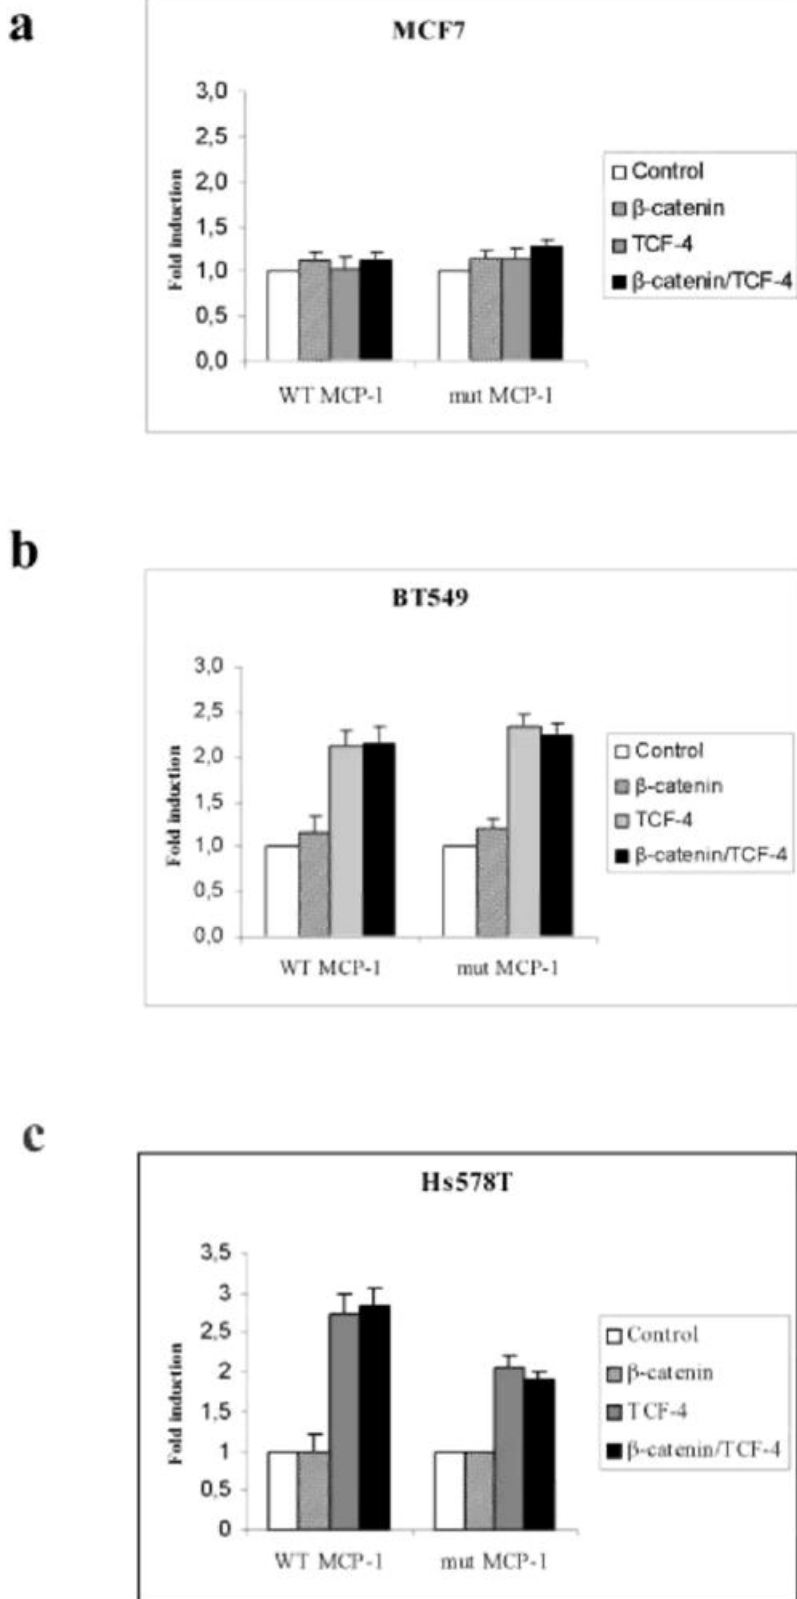 a
MCF7
3,0
2,5
2,0
1,5
1,0
0,5
0,0
Fold induction
WT MCP-1
mut MCP-1
Control
β-catenin
TCF-4
β-catenin/TCF-4
b
BT549
3,0
2,5
2,0
1,5
1,0
0,5
0,0
Fold induction
WT MCP-1
mut MCP-1
Control
β-catenin
TCF-4
β-catenin/TCF-4
c
Hs578T
3,5
3
2,5
2
1,5
1
0,5
0
Fold induction
WT MCP-1
mut MCP-1
Control
β-catenin
TCF-4
β-catenin/TCF-4